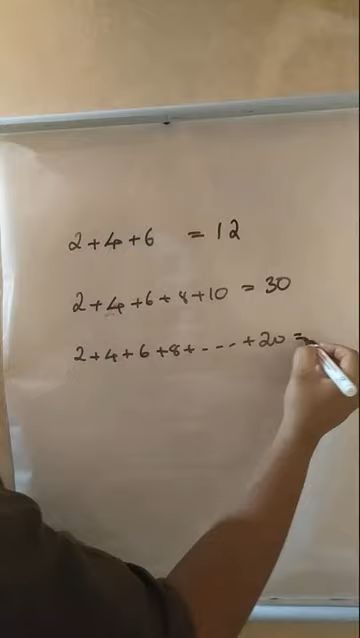 2+4+6 = 12
2+4+6+8+10 = 30
2+4+6+8+---+20 =